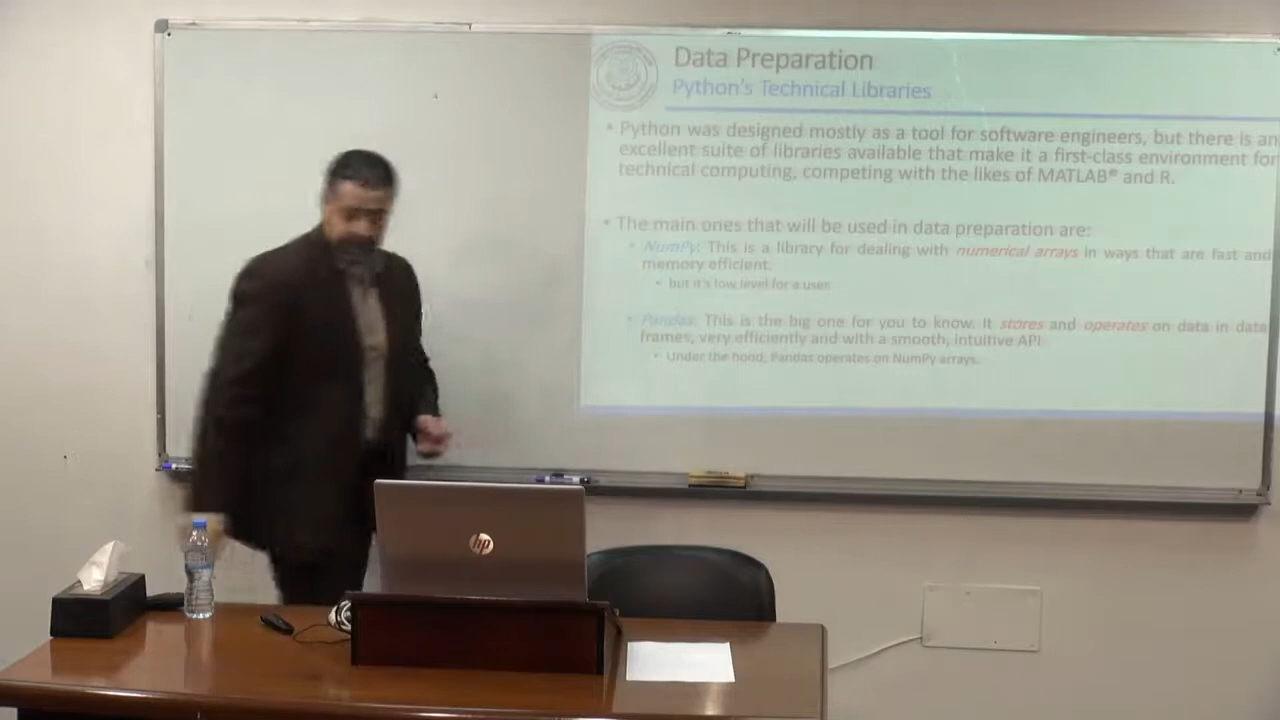 Data Preparation
Python's Technical Libraries
• Python was designed mostly as a tool for software engineers, but there is an
excellent suite of libraries available that make it a first-class environment for
technical computing, competing with the likes of MATLAB® and R.
• The main ones that will be used in data preparation are:
• NumPy: This is a library for dealing with numerical arrays in ways that are fast and
memory efficient.
• but it's low level for a user.
• Pandas: This is the big one for you to know. It stores and operates on data in data
frames, very efficiently and with a smooth, intuitive API.
• Under the hood, Pandas operates on NumPy arrays.
hp